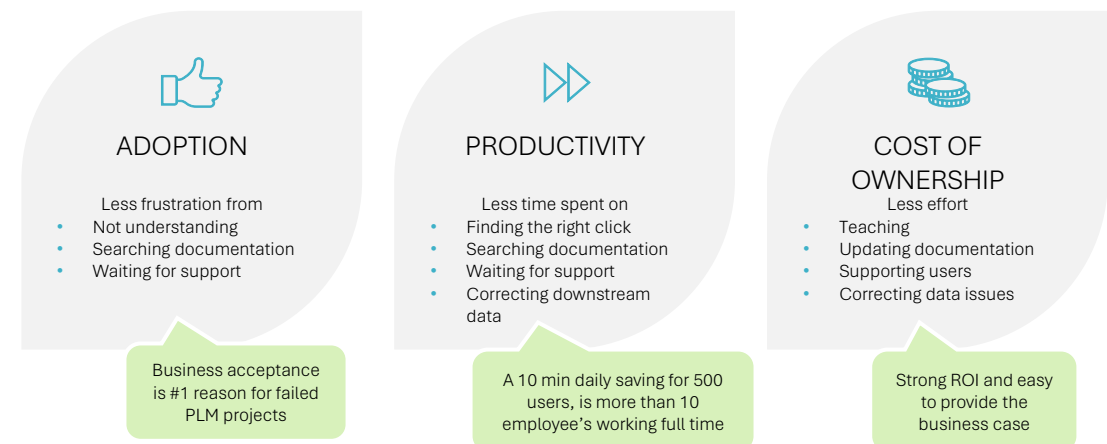 ADOPTION
Less frustration from
• Not understanding
• Searching documentation
• Waiting for support
Business acceptance
is #1 reason for failed
PLM projects
PRODUCTIVITY
Less time spent on
• Finding the right click
• Searching documentation
• Waiting for support
• Correcting downstream
data
A 10 min daily saving for 500
users, is more than 10
employee's working full time
COST OF
OWNERSHIP
Less effort
• Teaching
• Updating documentation
• Supporting users
• Correcting data issues
Strong ROI and easy
to provide the
business case